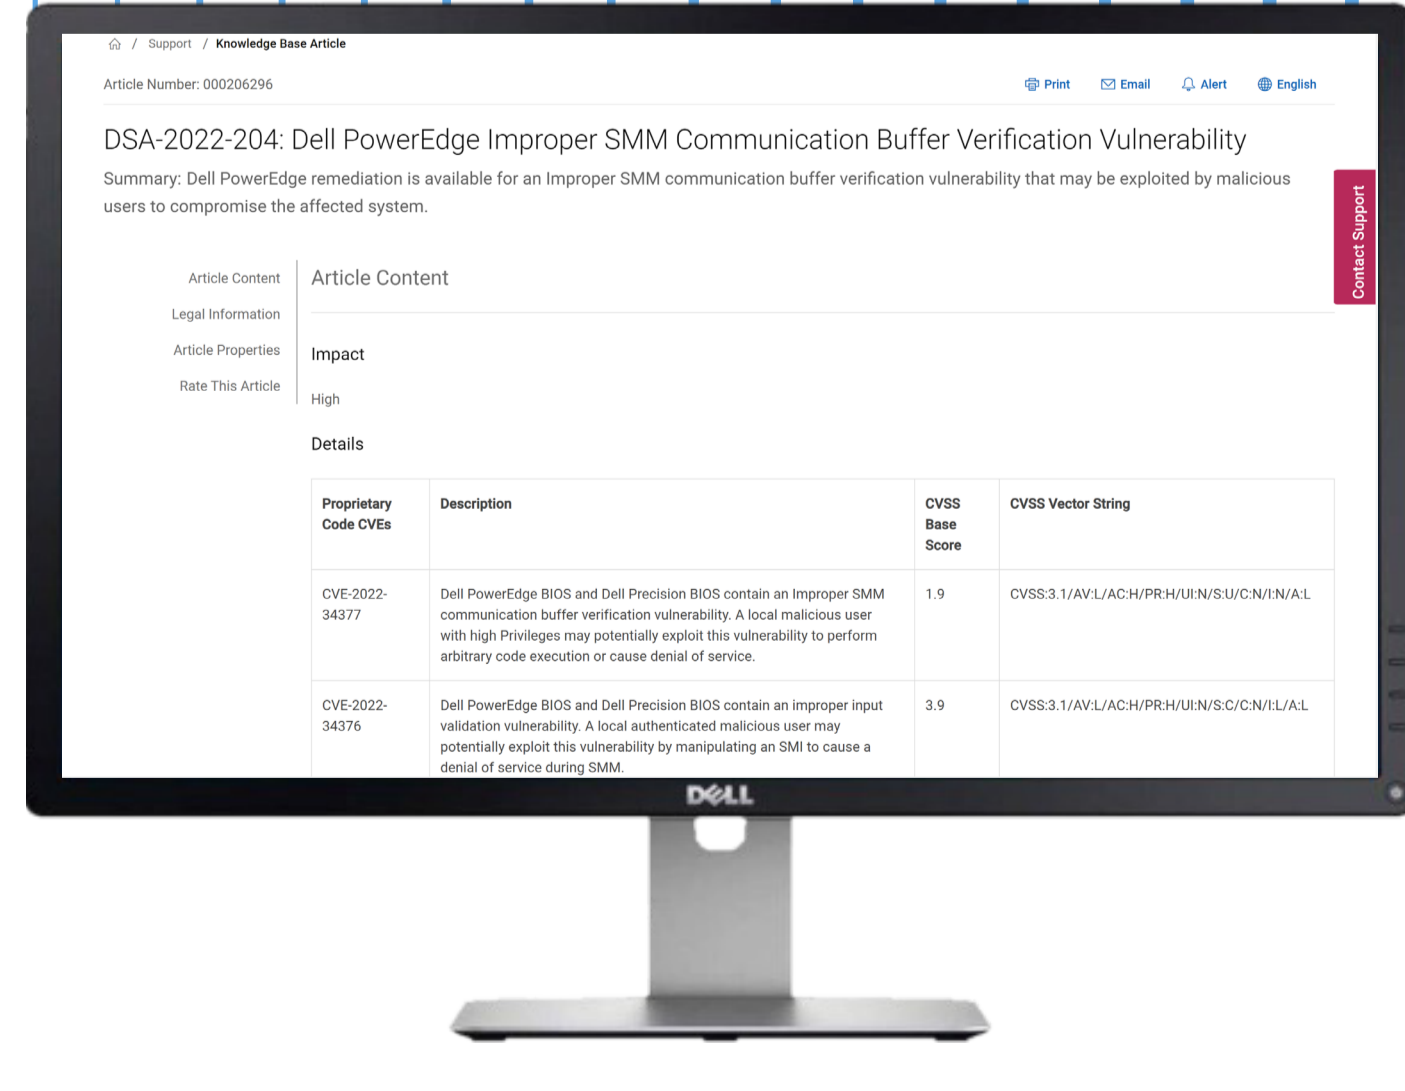 / Support / Knowledge Base Article
Article Number: 000206296
Print Email Alert English
DSA-2022-204: Dell PowerEdge Improper SMM Communication Buffer Verification Vulnerability
Summary: Dell PowerEdge remediation is available for an Improper SMM communication buffer verification vulnerability that may be exploited by malicious
users to compromise the affected system.
Contact Support
Article Content
Legal Information
Article Properties
Rate This Article
Article Content
Impact
High
Details
Proprietary
Code CVEs
Description
CVSS
Base
Score
CVSS Vector String
CVE-2022-
34377
Dell PowerEdge BIOS and Dell Precision BIOS contain an Improper SMM
communication buffer verification vulnerability. A local malicious user
with high Privileges may potentially exploit this vulnerability to perform
arbitrary code execution or cause denial of service.
1.9
CVSS:3.1/AV:L/AC:H/PR:H/UI:N/S:U/C:N/I:N/A:L
CVE-2022-
34376
Dell PowerEdge BIOS and Dell Precision BIOS contain an improper input
validation vulnerability. A local authenticated malicious user may
potentially exploit this vulnerability by manipulating an SMI to cause a
denial of service during SMM.
3.9
CVSS:3.1/AV:L/AC:H/PR:H/UI:N/S:C/C:N/I:L/A:L
DELL